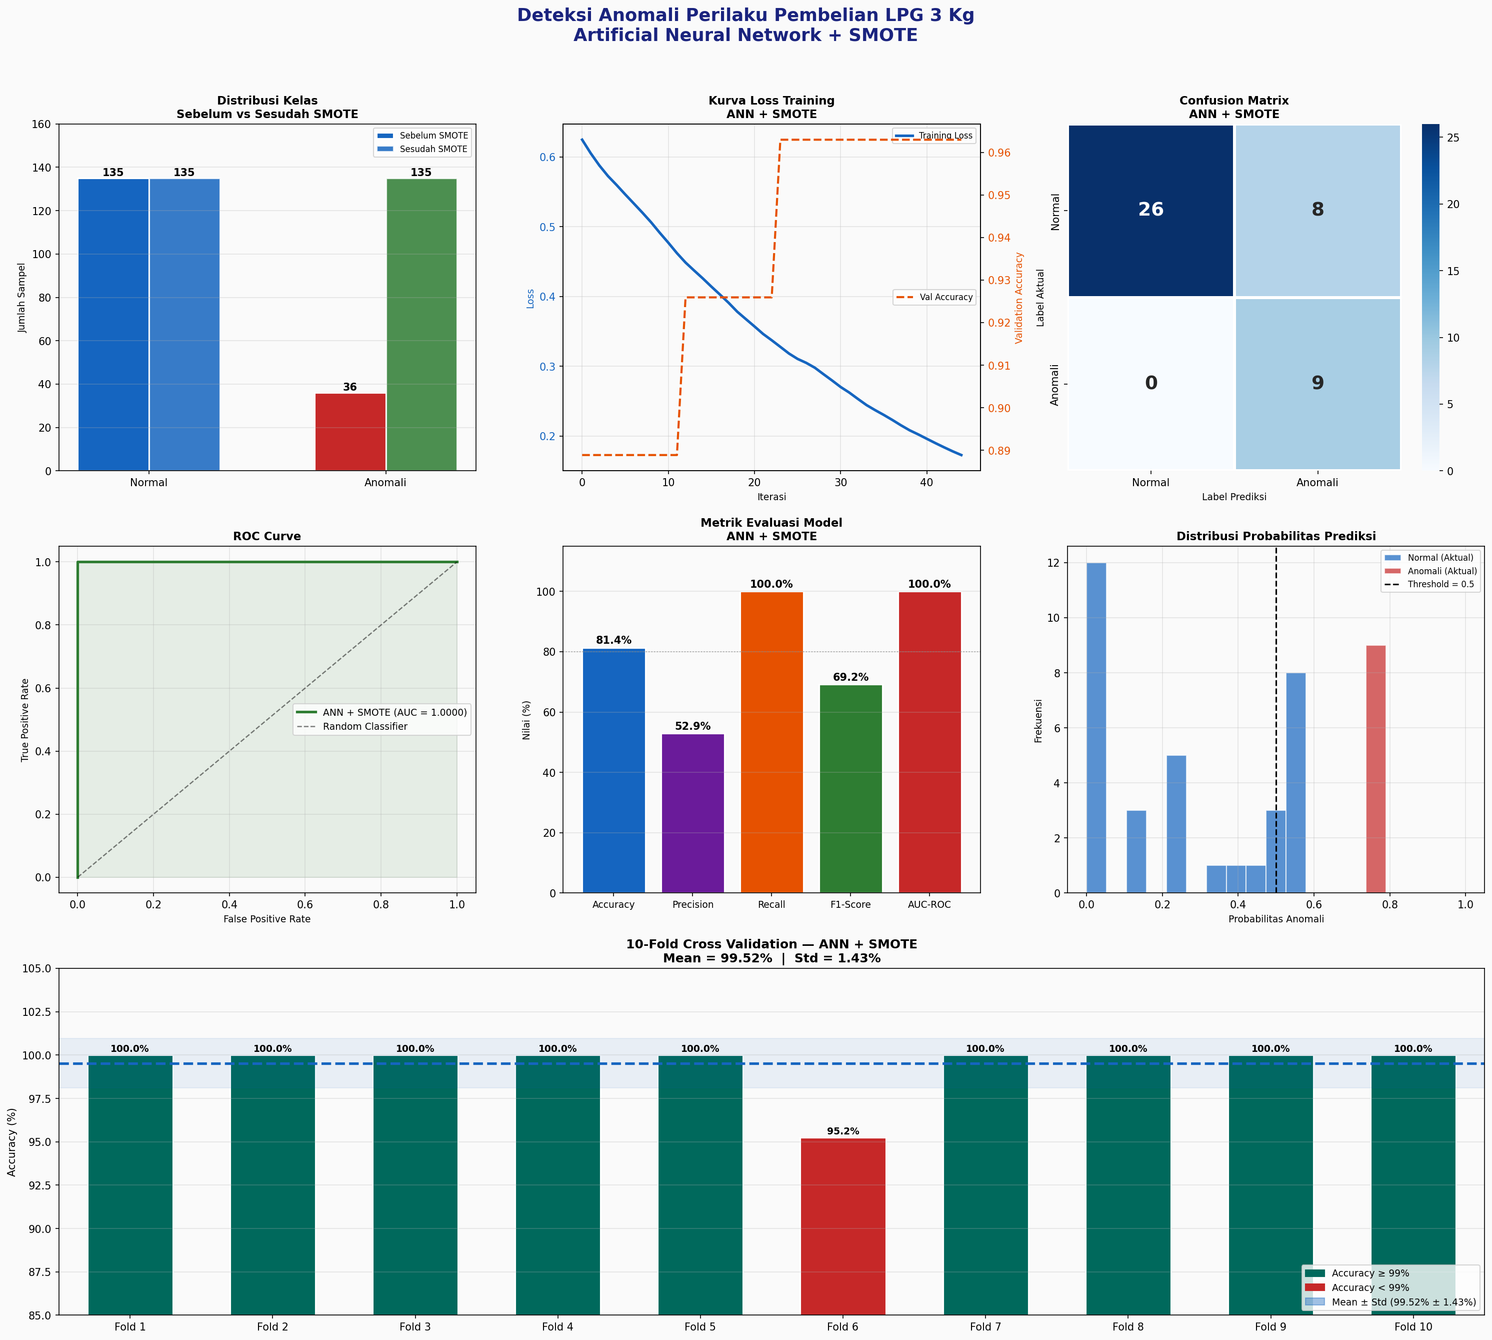 Deteksi Anomali Perilaku Pembelian LPG 3 Kg
Artificial Neural Network + SMOTE
Distribusi Kelas
Sebelum vs Sesudah SMOTE
Sebelum SMOTE
Sesudah SMOTE
Jumlah Sampel
160
140
120
100
80
60
40
20
0
135
135
36
135
Normal
Anomali
Kurva Loss Training
ANN + SMOTE
Training Loss
Val Accuracy
Loss
0.6
0.5
0.4
0.3
0.2
Validation Accuracy
0.96
0.95
0.94
0.93
0.92
0.91
0.90
0.89
0
10
20
30
40
Iterasi
Confusion Matrix
ANN + SMOTE
Label Aktual
Normal
Anomali
26
8
0
9
Normal
Anomali
Label Prediksi
25
20
15
10
5
0
ROC Curve
True Positive Rate
1.0
0.8
0.6
0.4
0.2
0.0
ANN + SMOTE (AUC = 1.0000)
Random Classifier
0.0
0.2
0.4
0.6
0.8
1.0
False Positive Rate
Metrik Evaluasi Model
ANN + SMOTE
Nilai (%)
100
80
60
40
20
0
81.4%
52.9%
100.0%
69.2%
100.0%
Accuracy
Precision
Recall
F1-Score
AUC-ROC
Distribusi Probabilitas Prediksi
Normal (Aktual)
Anomali (Aktual)
Threshold = 0.5
Frekuensi
12
10
8
6
4
2
0
0.0
0.2
0.4
0.6
0.8
1.0
Probabilitas Anomali
10-Fold Cross Validation — ANN + SMOTE
Mean = 99.52% | Std = 1.43%
Accuracy (%)
105.0
102.5
100.0
97.5
95.0
92.5
90.0
87.5
85.0
100.0%
100.0%
100.0%
100.0%
100.0%
95.2%
100.0%
100.0%
100.0%
100.0%
Accuracy ≥ 99%
Accuracy < 99%
Mean ± Std (99.52% ± 1.43%)
Fold 1
Fold 2
Fold 3
Fold 4
Fold 5
Fold 6
Fold 7
Fold 8
Fold 9
Fold 10